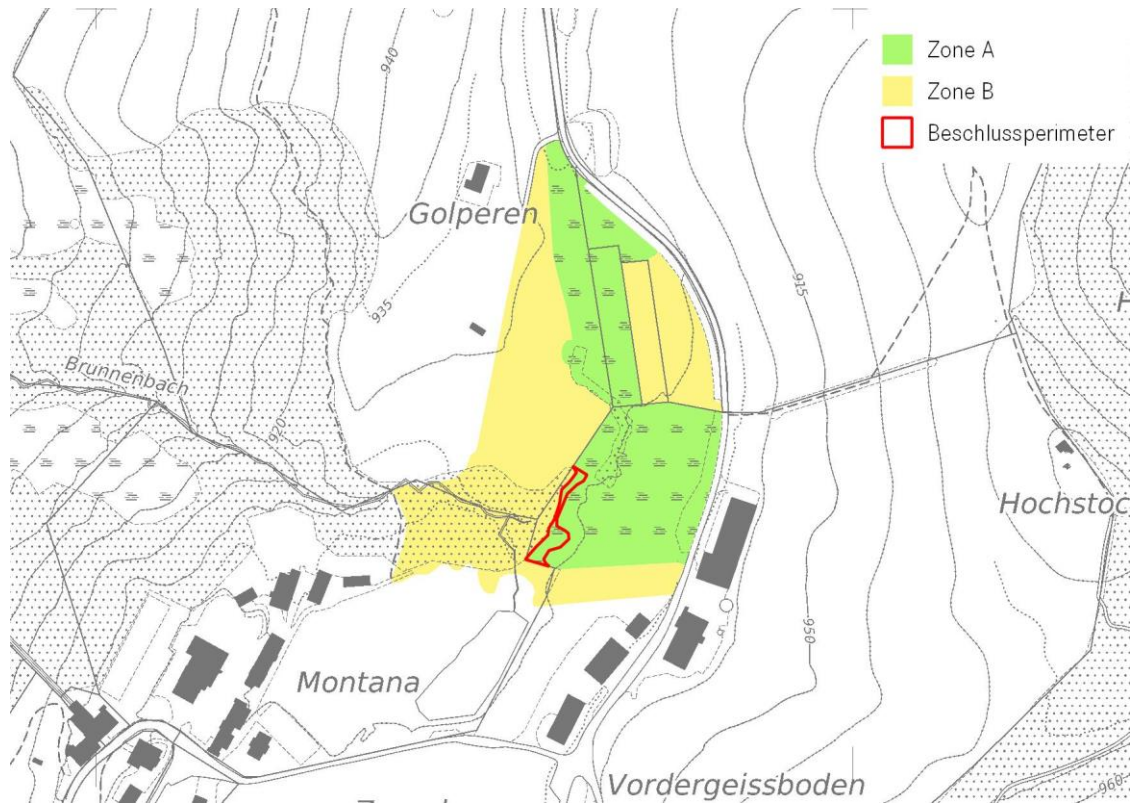 Zone A
Zone B
Beschlussperimeter
940
Golperen
935
915
Brunnenbach
920
Hochstoc
Montana
950
Vordergeissboden
960